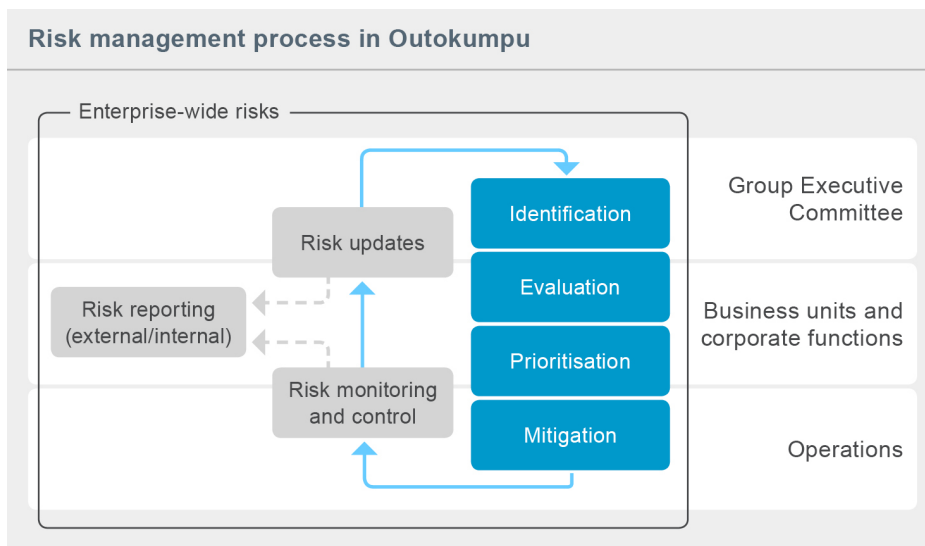 Risk management process in Outokumpu
Enterprise-wide risks
Group Executive
Committee
Identification
Risk updates
Evaluation
Risk reporting
(external/internal)
Business units and
corporate functions
Prioritisation
Risk monitoring
and control
Mitigation
Operations